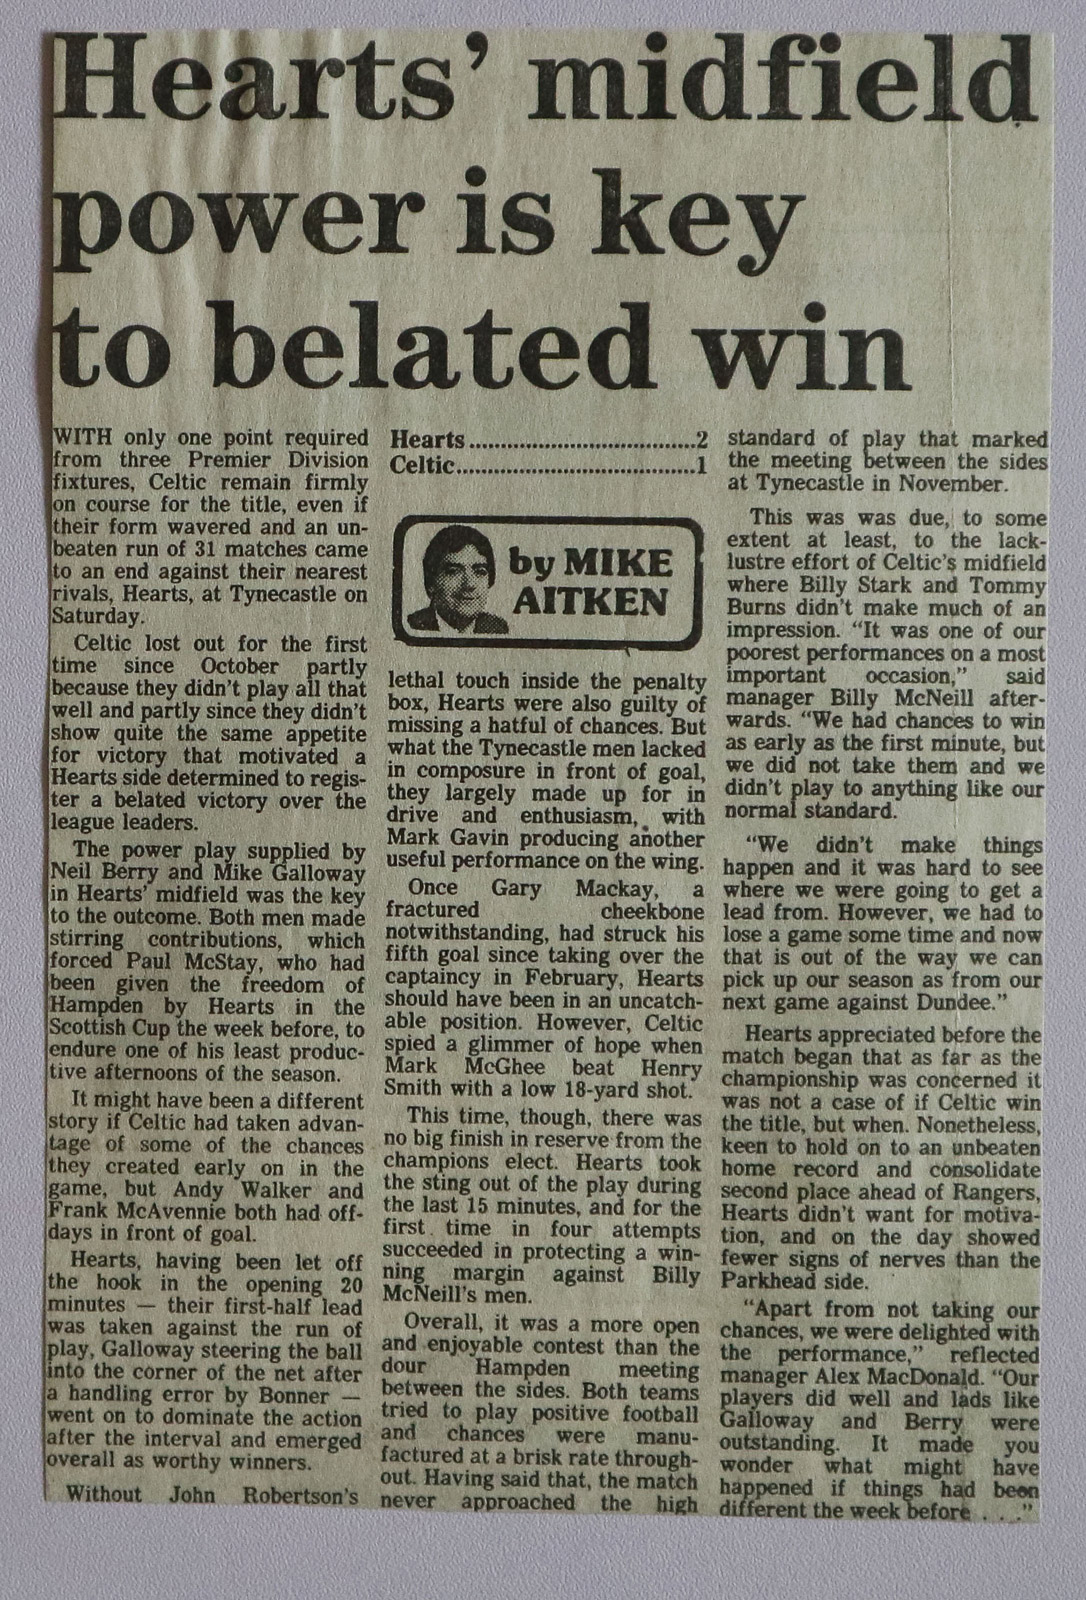 Hearts' midfield
power is key
to belated win
WITH only one point required
from three Premier Division
fixtures, Celtic remain firmly
on course for the title, even if
their form wavered and an un-
beaten run of 31 matches came
to an end against their nearest
rivals, Hearts, at Tynecastle on
Saturday.
Celtic lost out for the first
time since October partly
because they didn't play all that
well and partly since they didn't
show quite the same appetite
for victory that motivated a
Hearts side determined to regis-
ter a belated victory over the
league leaders.
The power play supplied by
Neil Berry and Mike Galloway
in Hearts' midfield was the key
to the outcome. Both men made
stirring contributions, which
forced Paul McStay, who had
been given the freedom of
Hampden by Hearts in the
Scottish Cup the week before, to
endure one of his least produc-
tive afternoons of the season.
It might have been a different
story if Celtic had taken advan-
tage of some of the chances
they created early on in the
game, but Andy Walker and
Frank McAvennie both had off-
days in front of goal.
Hearts, having been let off
the hook in the opening 20
minutes — their first-half lead
was taken against the run of
play, Galloway steering the ball
into the corner of the net after
a handling error by Bonner —
went on to dominate the action
after the interval and emerged
overall as worthy winners.
Without John Robertson's
Hearts....................................2
Celtic......................................1
by MIKE
AITKEN
lethal touch inside the penalty
box, Hearts were also guilty of
missing a hatful of chances. But
what the Tynecastle men lacked
in composure in front of goal,
they largely made up for in
drive and enthusiasm, with
Mark Gavin producing another
useful performance on the wing.
Once Gary Mackay, a
fractured cheekbone
notwithstanding, had struck his
fifth goal since taking over the
captaincy in February, Hearts
should have been in an uncatch-
able position. However, Celtic
spied a glimmer of hope when
Mark McGhee beat Henry
Smith with a low 18-yard shot.
This time, though, there was
no big finish in reserve from the
champions elect. Hearts took
the sting out of the play during
the last 15 minutes, and for the
first time in four attempts
succeeded in protecting a win-
ning margin against Billy
McNeill's men.
Overall, it was a more open
and enjoyable contest than the
dour Hampden meeting
between the sides. Both teams
tried to play positive football
and chances were manu-
factured at a brisk rate through-
out. Having said that, the match
never approached the high
standard of play that marked
the meeting between the sides
at Tynecastle in November.
This was was due, to some
extent at least, to the lack-
lustre effort of Celtic's midfield
where Billy Stark and Tommy
Burns didn't make much of an
impression. "It was one of our
poorest performances on a most
important occasion," said
manager Billy McNeill after-
wards. "We had chances to win
as early as the first minute, but
we did not take them and we
didn't play to anything like our
normal standard.
"We didn't make things
happen and it was hard to see
where we were going to get a
lead from. However, we had to
lose a game some time and now
that is out of the way we can
pick up our season as from our
next game against Dundee."
Hearts appreciated before the
match began that as far as the
championship was concerned it
was not a case of if Celtic win
the title, but when. Nonetheless,
keen to hold on to an unbeaten
home record and consolidate
second place ahead of Rangers,
Hearts didn't want for motiva-
tion, and on the day showed
fewer signs of nerves than the
Parkhead side.
"Apart from not taking our
chances, we were delighted with
the performance," reflected
manager Alex MacDonald. "Our
players did well and lads like
Galloway and Berry were
outstanding. It made you
wonder what might have
happened if things had been
different the week before . . ."